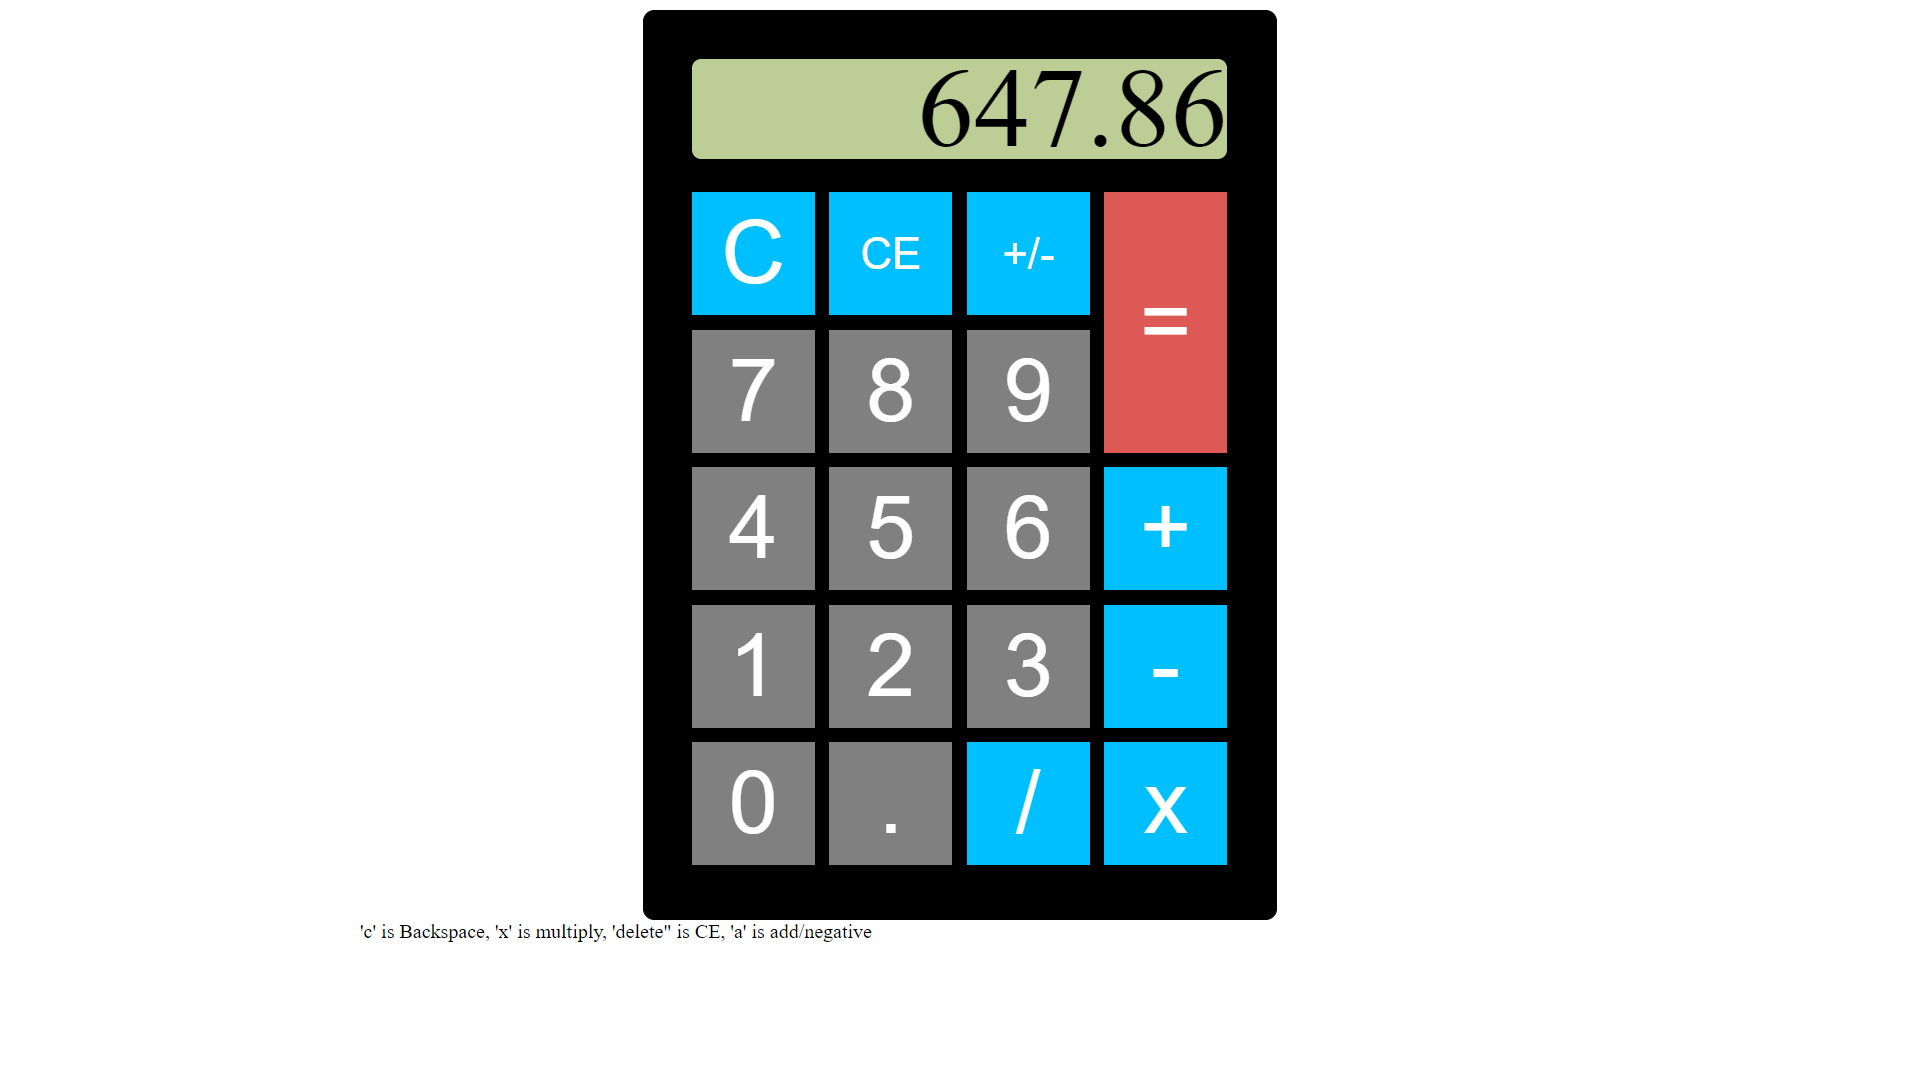 647.86
C CE +/- =
7 8 9
4 5 6 +
1 2 3 -
0 . / x
'c' is Backspace, 'x' is multiply, 'delete" is CE, 'a' is add/negative